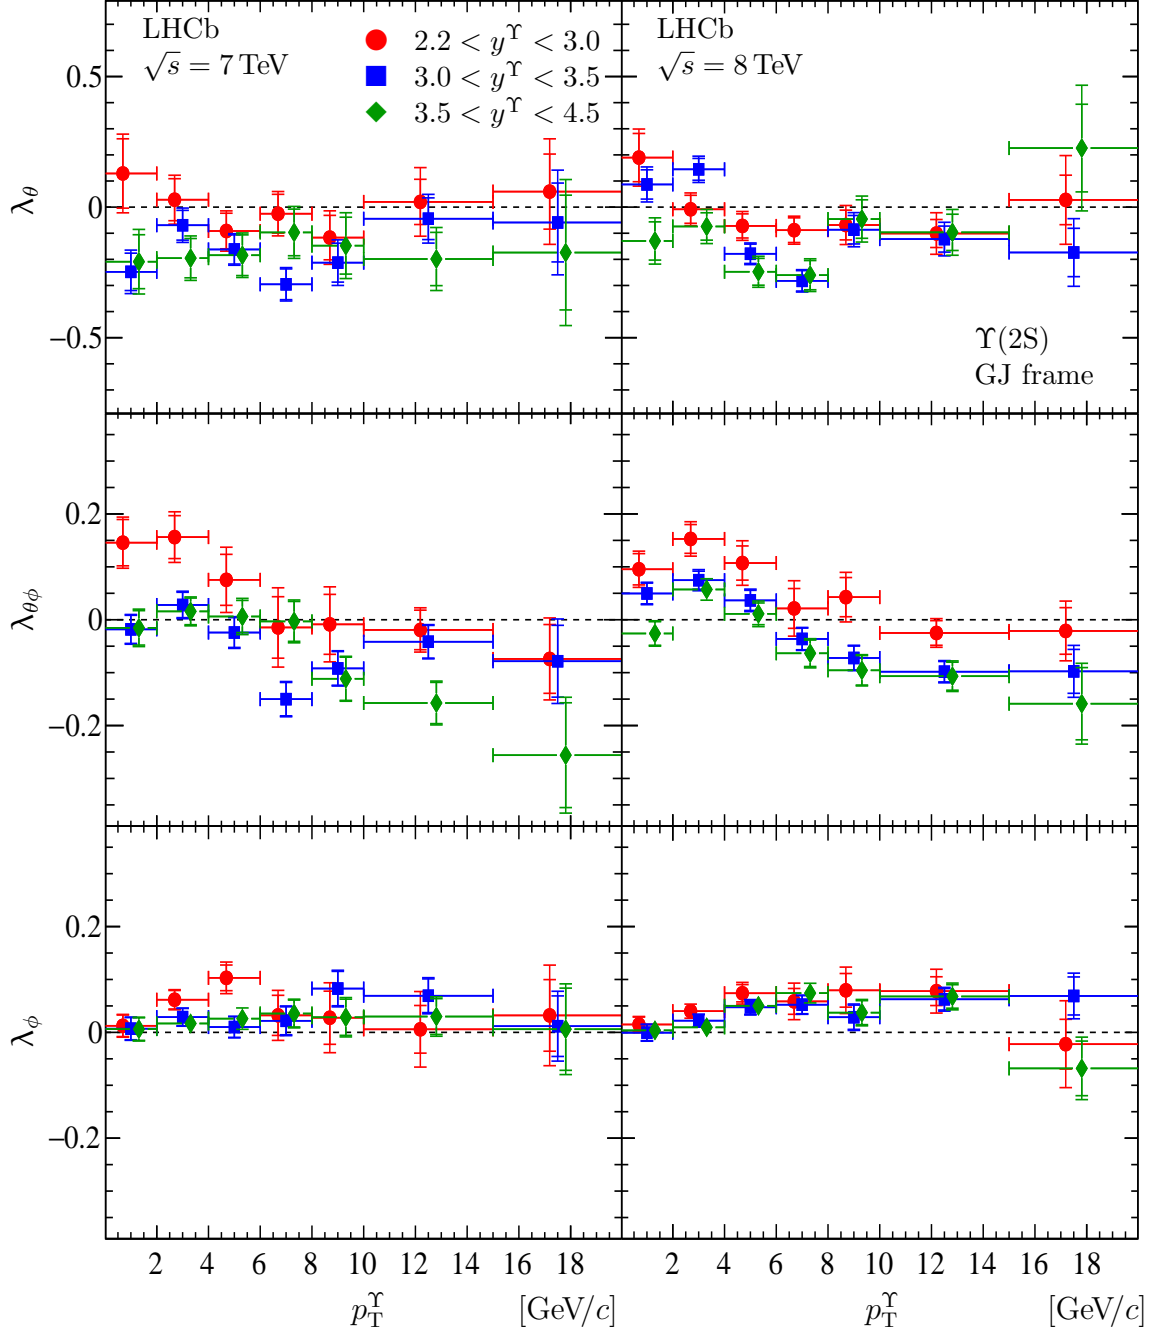 LHCb
√s = 7 TeV
2.2 < y^ϒ < 3.0
3.0 < y^ϒ < 3.5
3.5 < y^ϒ < 4.5
LHCb
√s = 8 TeV
ϒ(2S)
GJ frame
λ_θ
0.5
0
−0.5
λ_θϕ
0.2
0
−0.2
λ_ϕ
0.2
0
−0.2
2 4 6 8 10 12 14 16 18
2 4 6 8 10 12 14 16 18
p_T^ϒ [GeV/c]
p_T^ϒ [GeV/c]